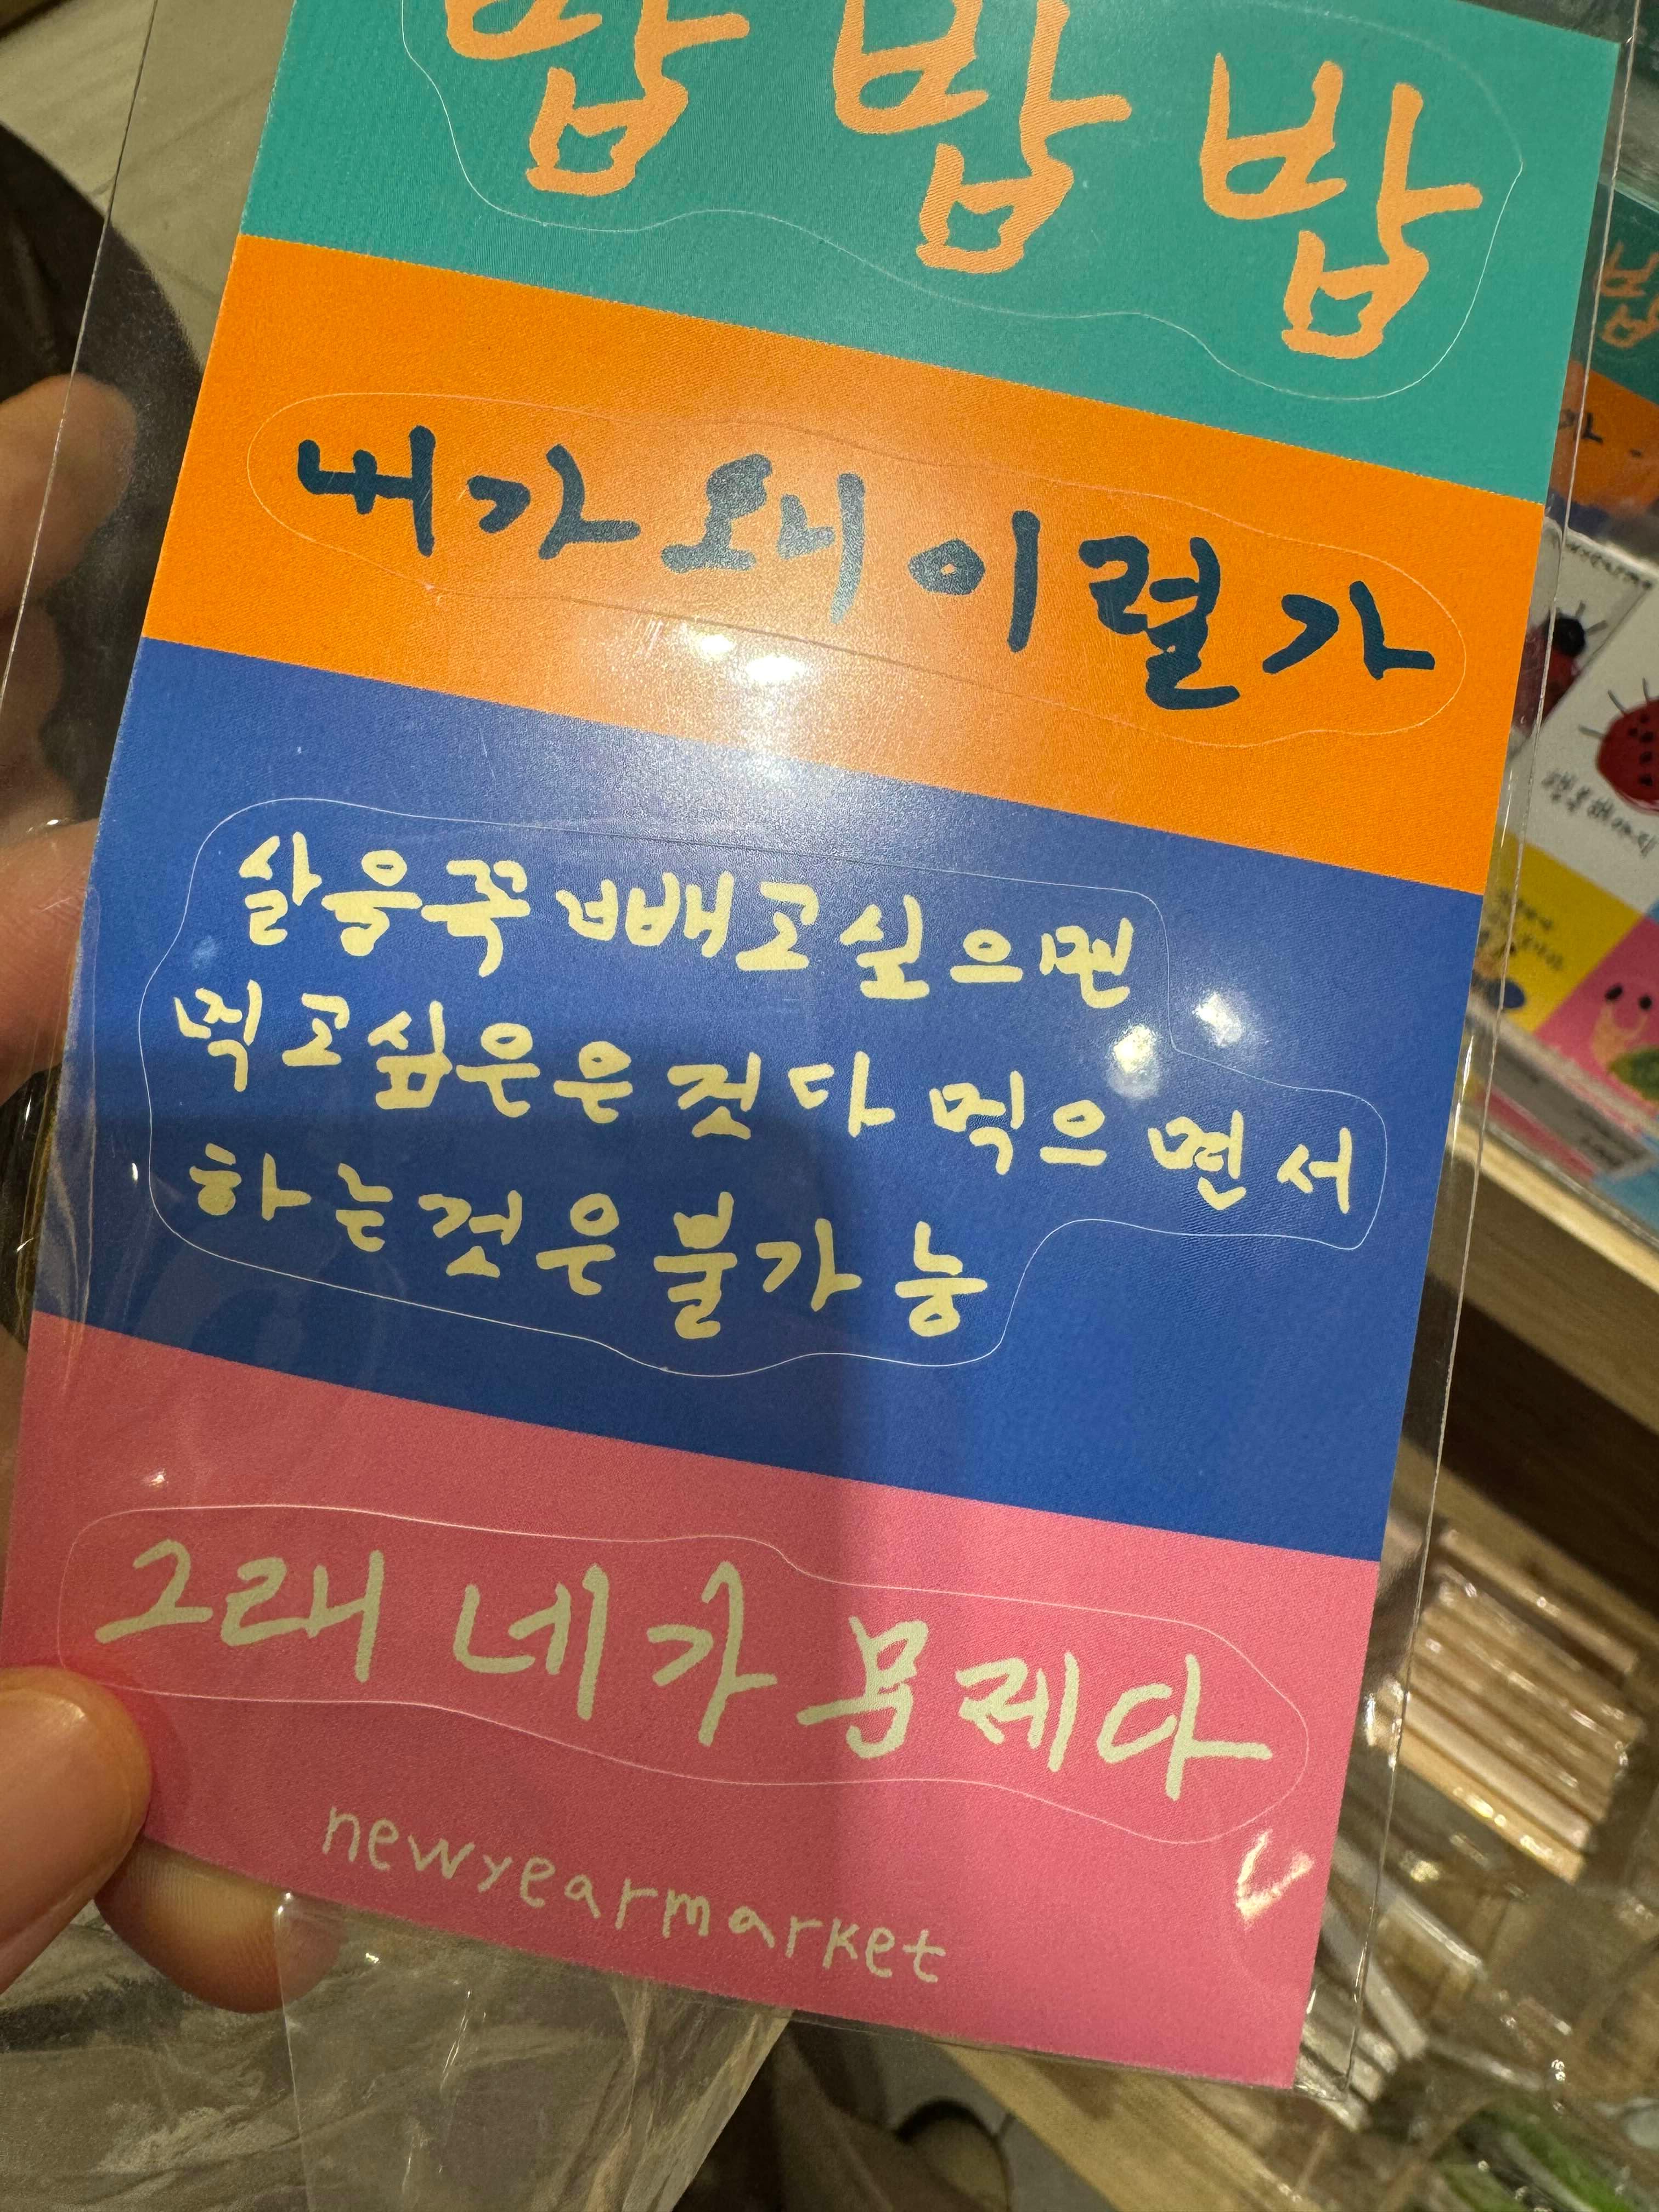 밥 밥 밥
내가 왜 이럴가
살을꼭 빼고싶으면
먹고싶은은 것다 먹으면서
하는것은 불가능
그래 네가 문제다
newyearmarket